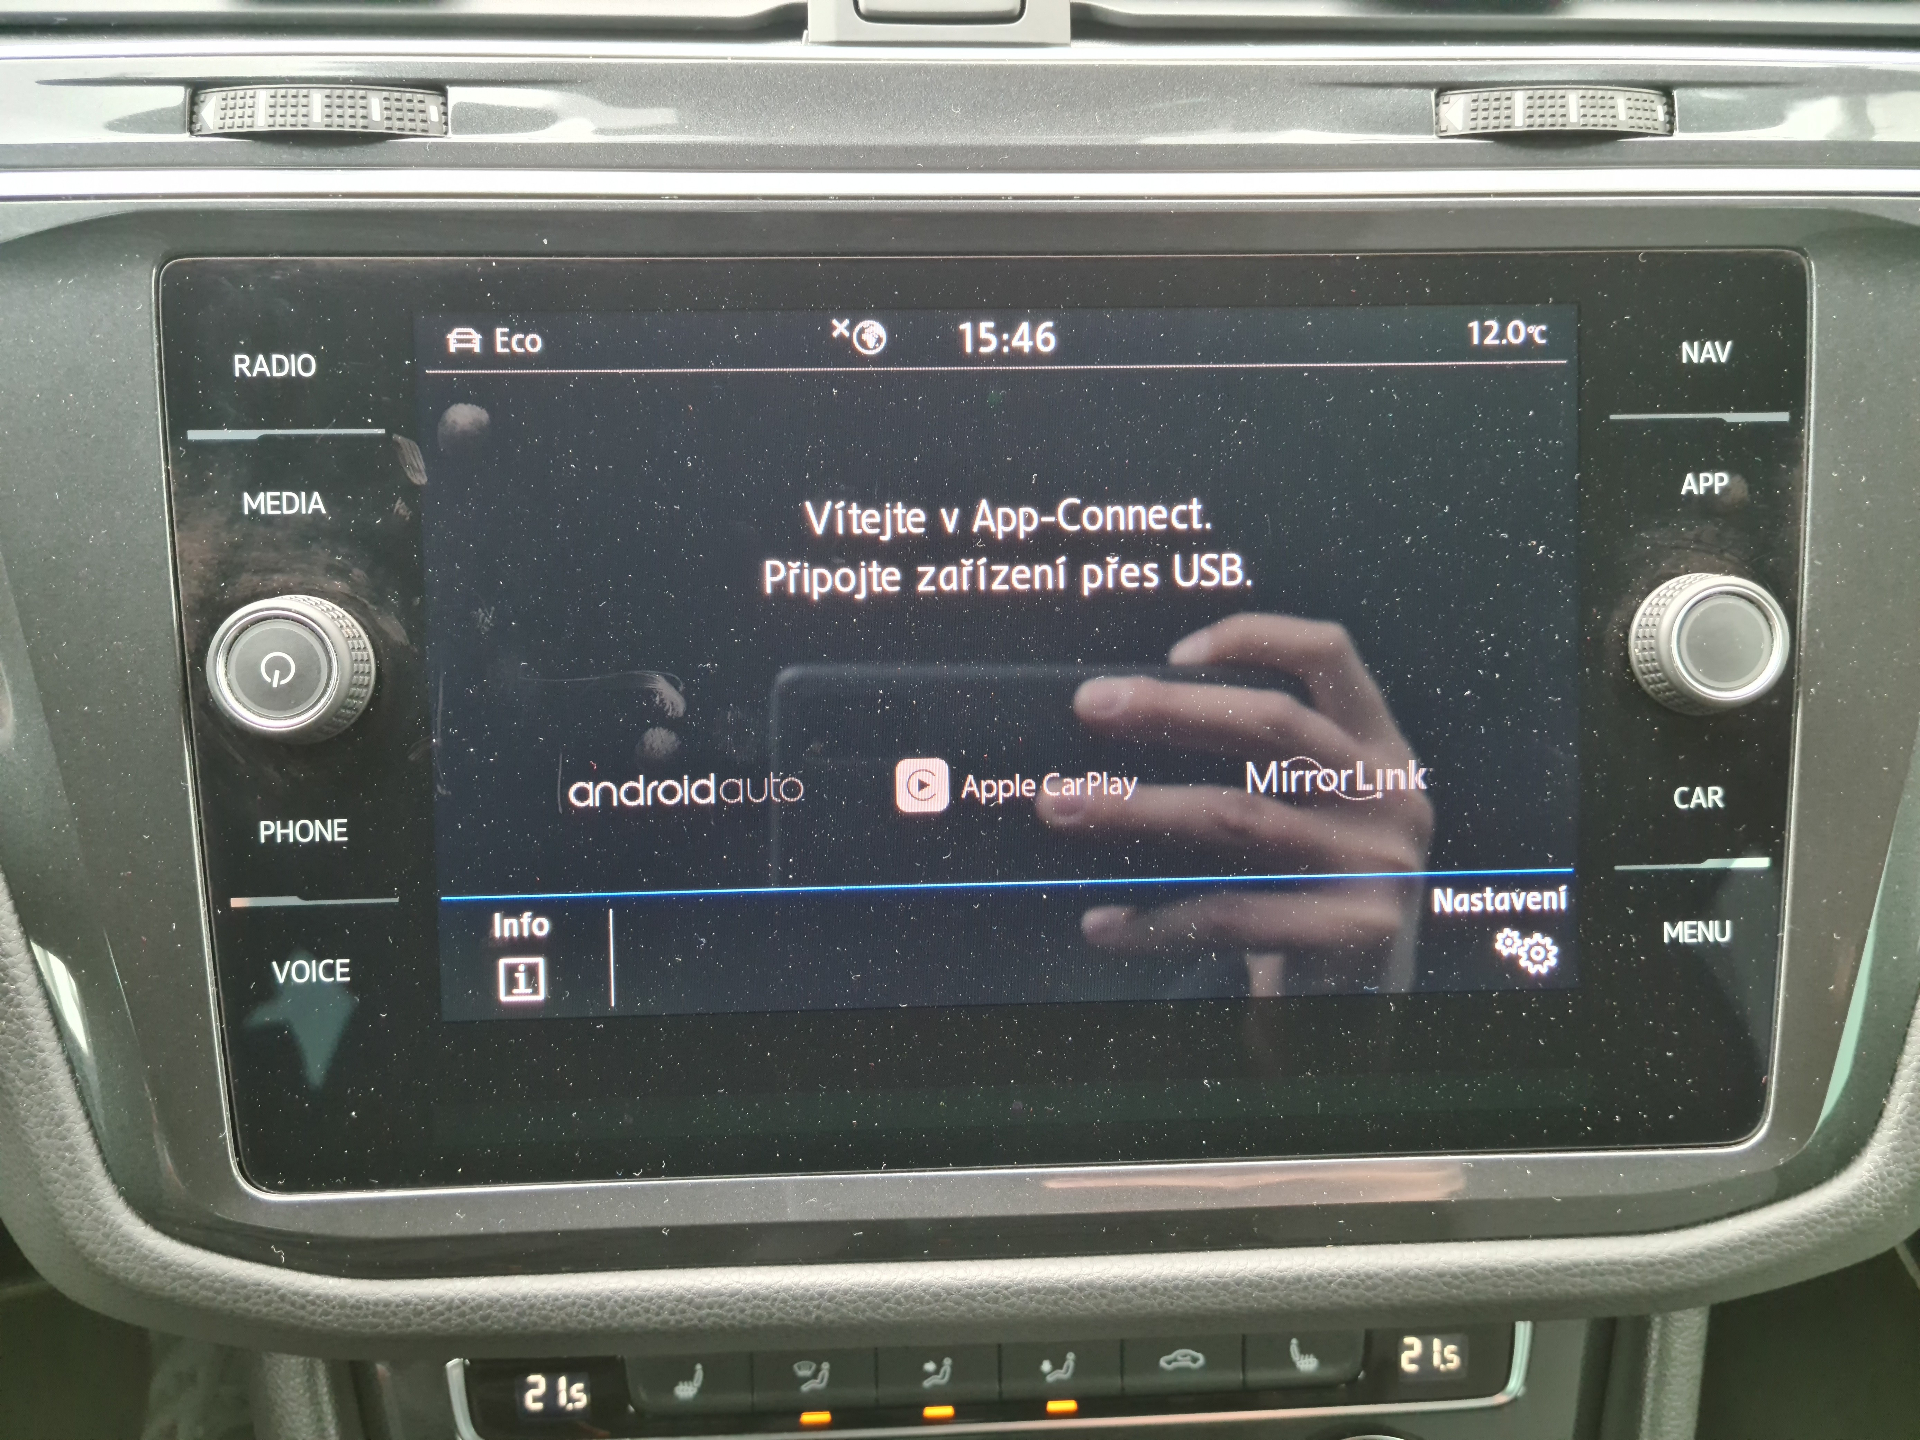 Eco
15:46
12.0°C
RADIO
MEDIA
PHONE
VOICE
Vítejte v App-Connect.
Připojte zařízení přes USB.
androidauto
Apple CarPlay
MirrorLink
Info
Nastavení
NAV
APP
CAR
MENU
21.5
21.5